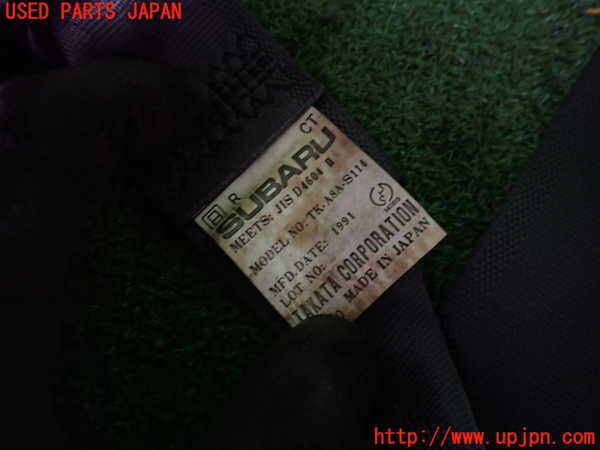 USED PARTS JAPAN
R CT
SUBARU
MEETS: JIS D4604
MODEL NO: TK-A8A-S114
MFD.DATE: 1991
LOT NO:
TAKATA CORPORATION
MADE IN JAPAN
http://www.upjpn.com